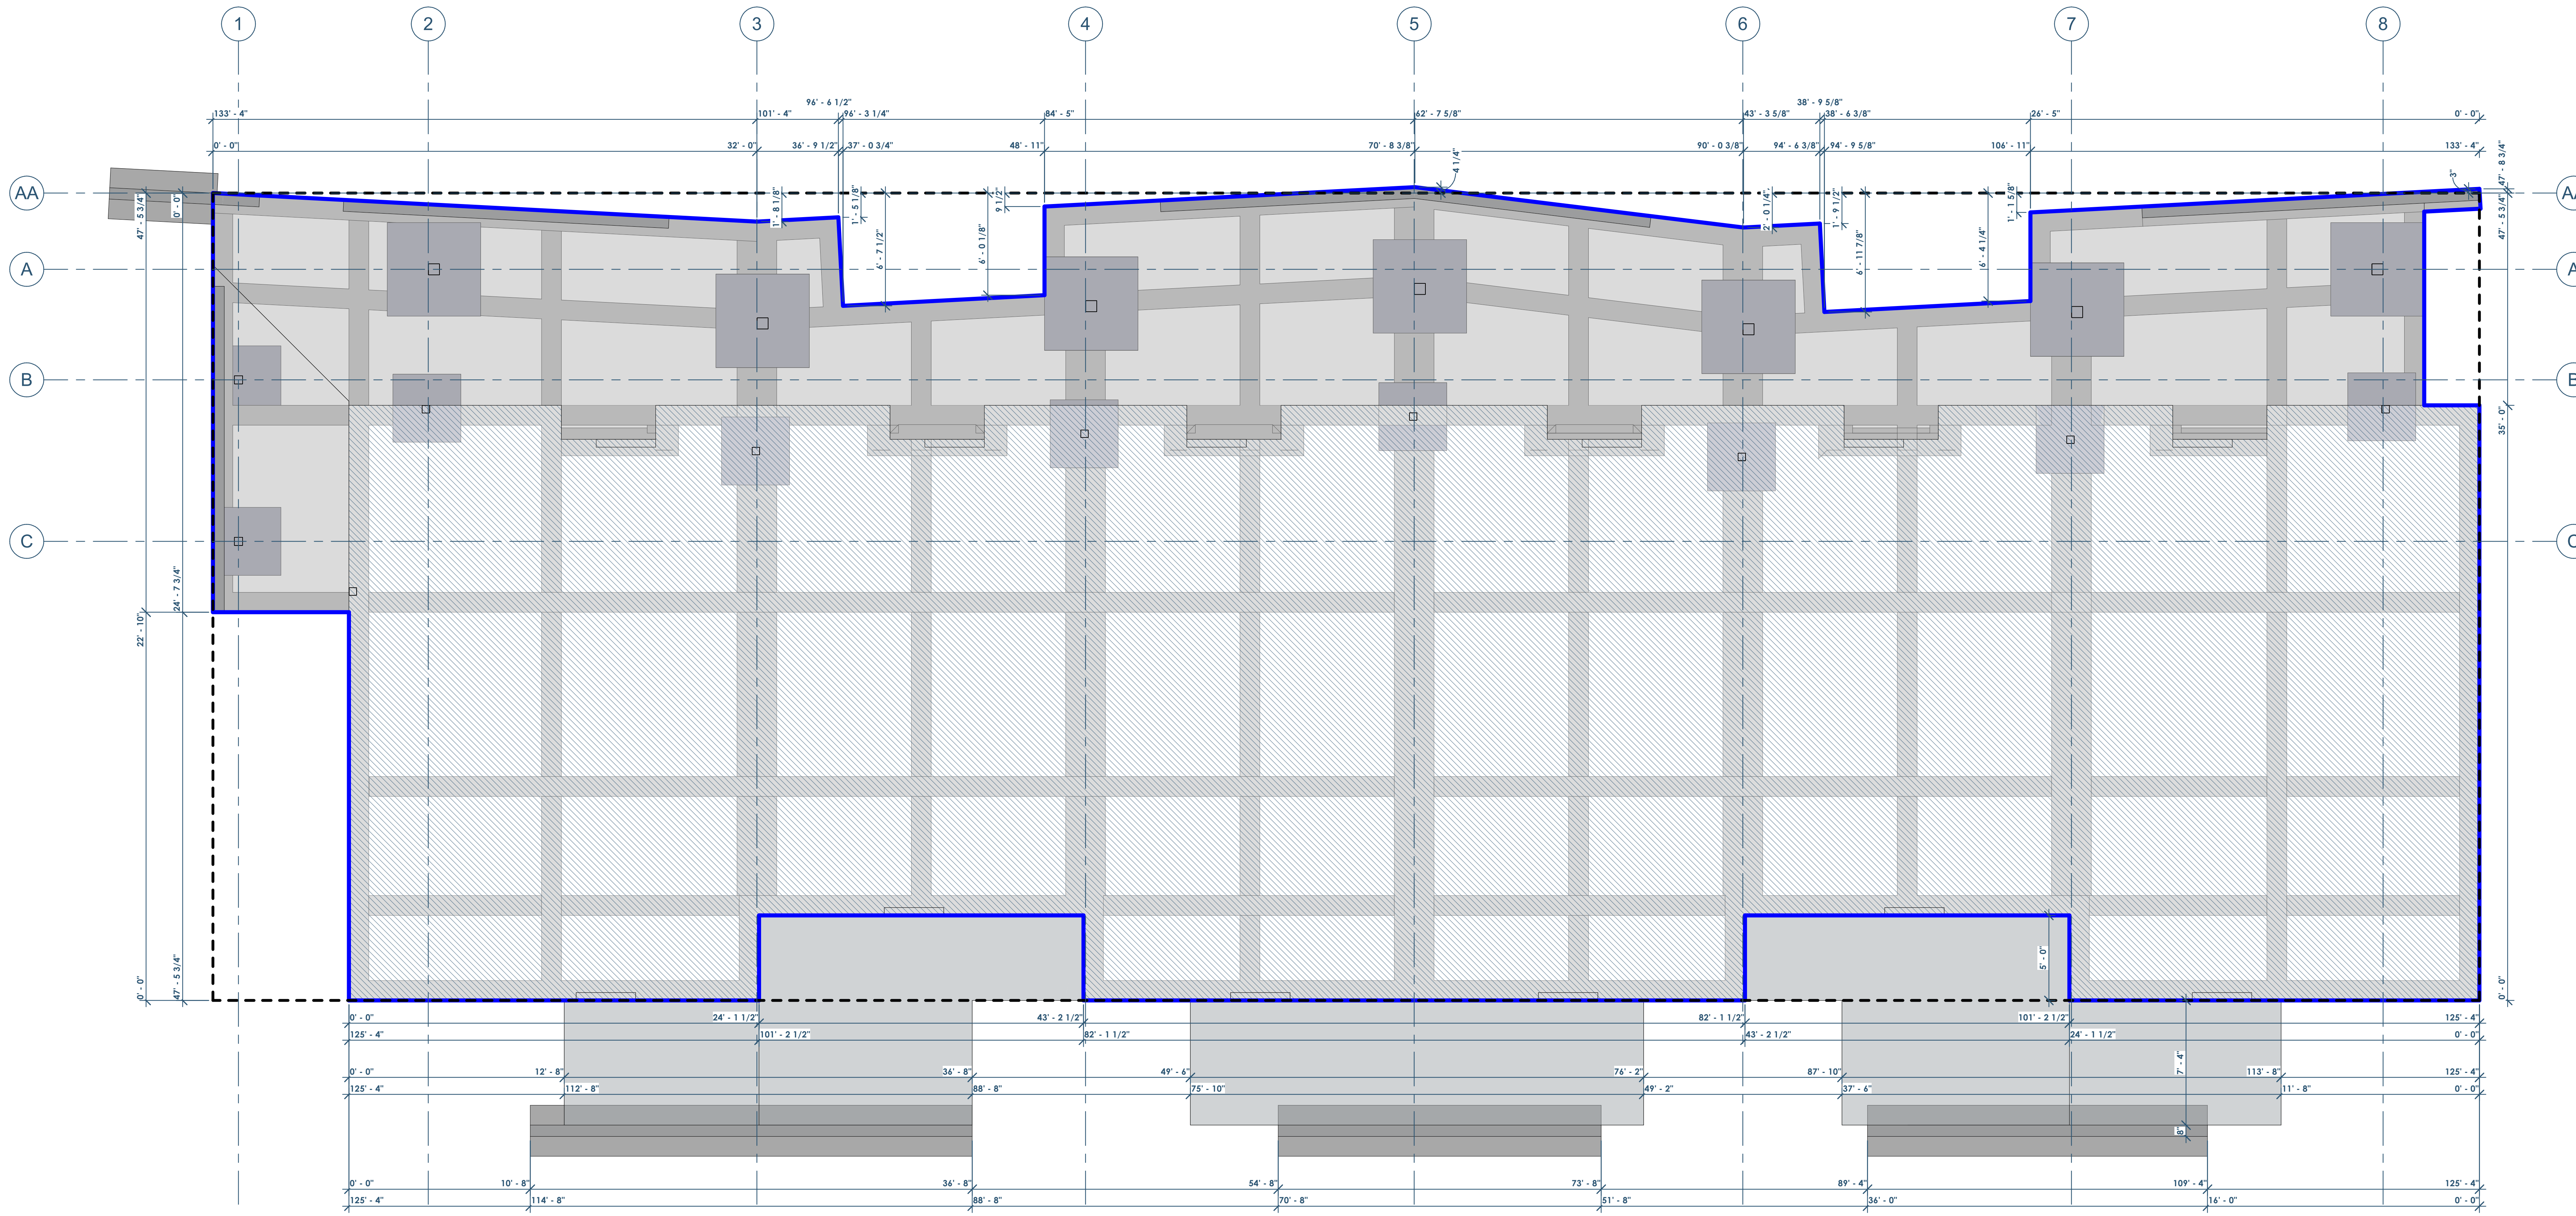 1 2 3 4 5 6 7 8
96' - 6 1/2" 38' - 9 5/8"
133' - 4" 101' - 4" 96' - 3 1/4" 84' - 5" 62' - 7 5/8" 43' - 3 5/8" 38' - 6 3/8" 26' - 5" 0' - 0"
0' - 0" 32' - 0" 36' - 9 1/2" 37' - 0 3/4" 48' - 11" 70' - 8 3/8" 90' - 0 3/8" 94' - 6 3/8" 94' - 9 5/8" 106' - 11" 133' - 4"
4 1/4"
3"
47' - 8 3/4"
AA
47' - 5 3/4"
0' - 0"
1' - 8 1/8"
1' - 5 1/8"
6' - 7 1/2"
6' - 0 1/8"
9 1/2"
2' - 0 1/4"
1' - 9 1/2"
6' - 11 7/8"
6' - 4 1/4"
1' - 1 5/8"
47' - 5 3/4"
A A
B
35' - 0"
C
22' - 10"
24' - 7 3/4"
0' - 0"
47' - 5 3/4"
5' - 0"
0' - 0"
0' - 0" 24' - 1 1/2" 43' - 2 1/2" 82' - 1 1/2" 101' - 2 1/2" 125' - 4"
125' - 4" 101' - 2 1/2" 82' - 1 1/2" 43' - 2 1/2" 24' - 1 1/2" 0' - 0"
7' - 4"
0' - 0" 12' - 8" 36' - 8" 49' - 6" 76' - 2" 87' - 10" 113' - 8" 125' - 4"
125' - 4" 112' - 8" 88' - 8" 75' - 10" 49' - 2" 37' - 6" 11' - 8" 0' - 0"
8"
0' - 0" 10' - 8" 36' - 8" 54' - 8" 73' - 8" 89' - 4" 109' - 4" 125' - 4"
125' - 4" 114' - 8" 88' - 8" 70' - 8" 51' - 8" 36' - 0" 16' - 0" 0' - 0"